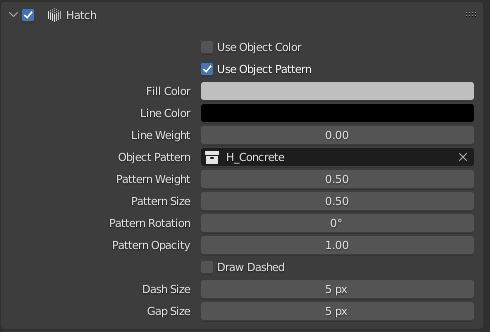 Hatch
Use Object Color
Use Object Pattern
Fill Color
Line Color
Line Weight 0.00
Object Pattern H_Concrete
Pattern Weight 0.50
Pattern Size 0.50
Pattern Rotation 0°
Pattern Opacity 1.00
Draw Dashed
Dash Size 5 px
Gap Size 5 px